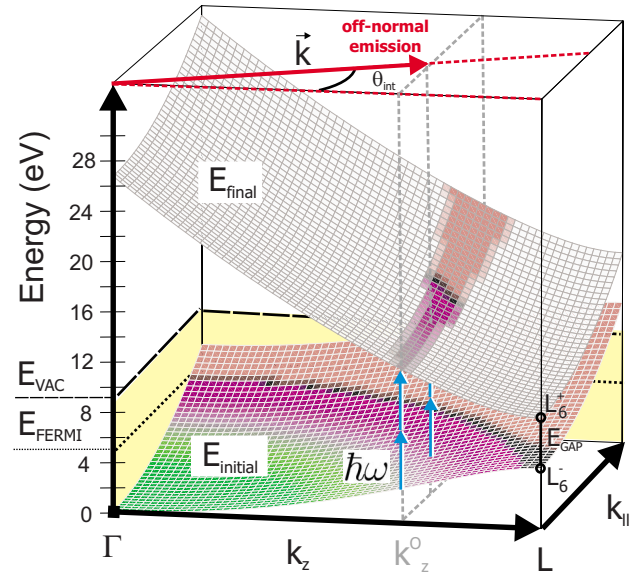 off-normal
emission
k⃗
θint
28
24
20
16
12
8
4
0
Energy (eV)
Efinal
EVAC
EFERMI
Einitial
ħω
L6+
EGAP
L6-
Γ
kz
kzo
L
k||